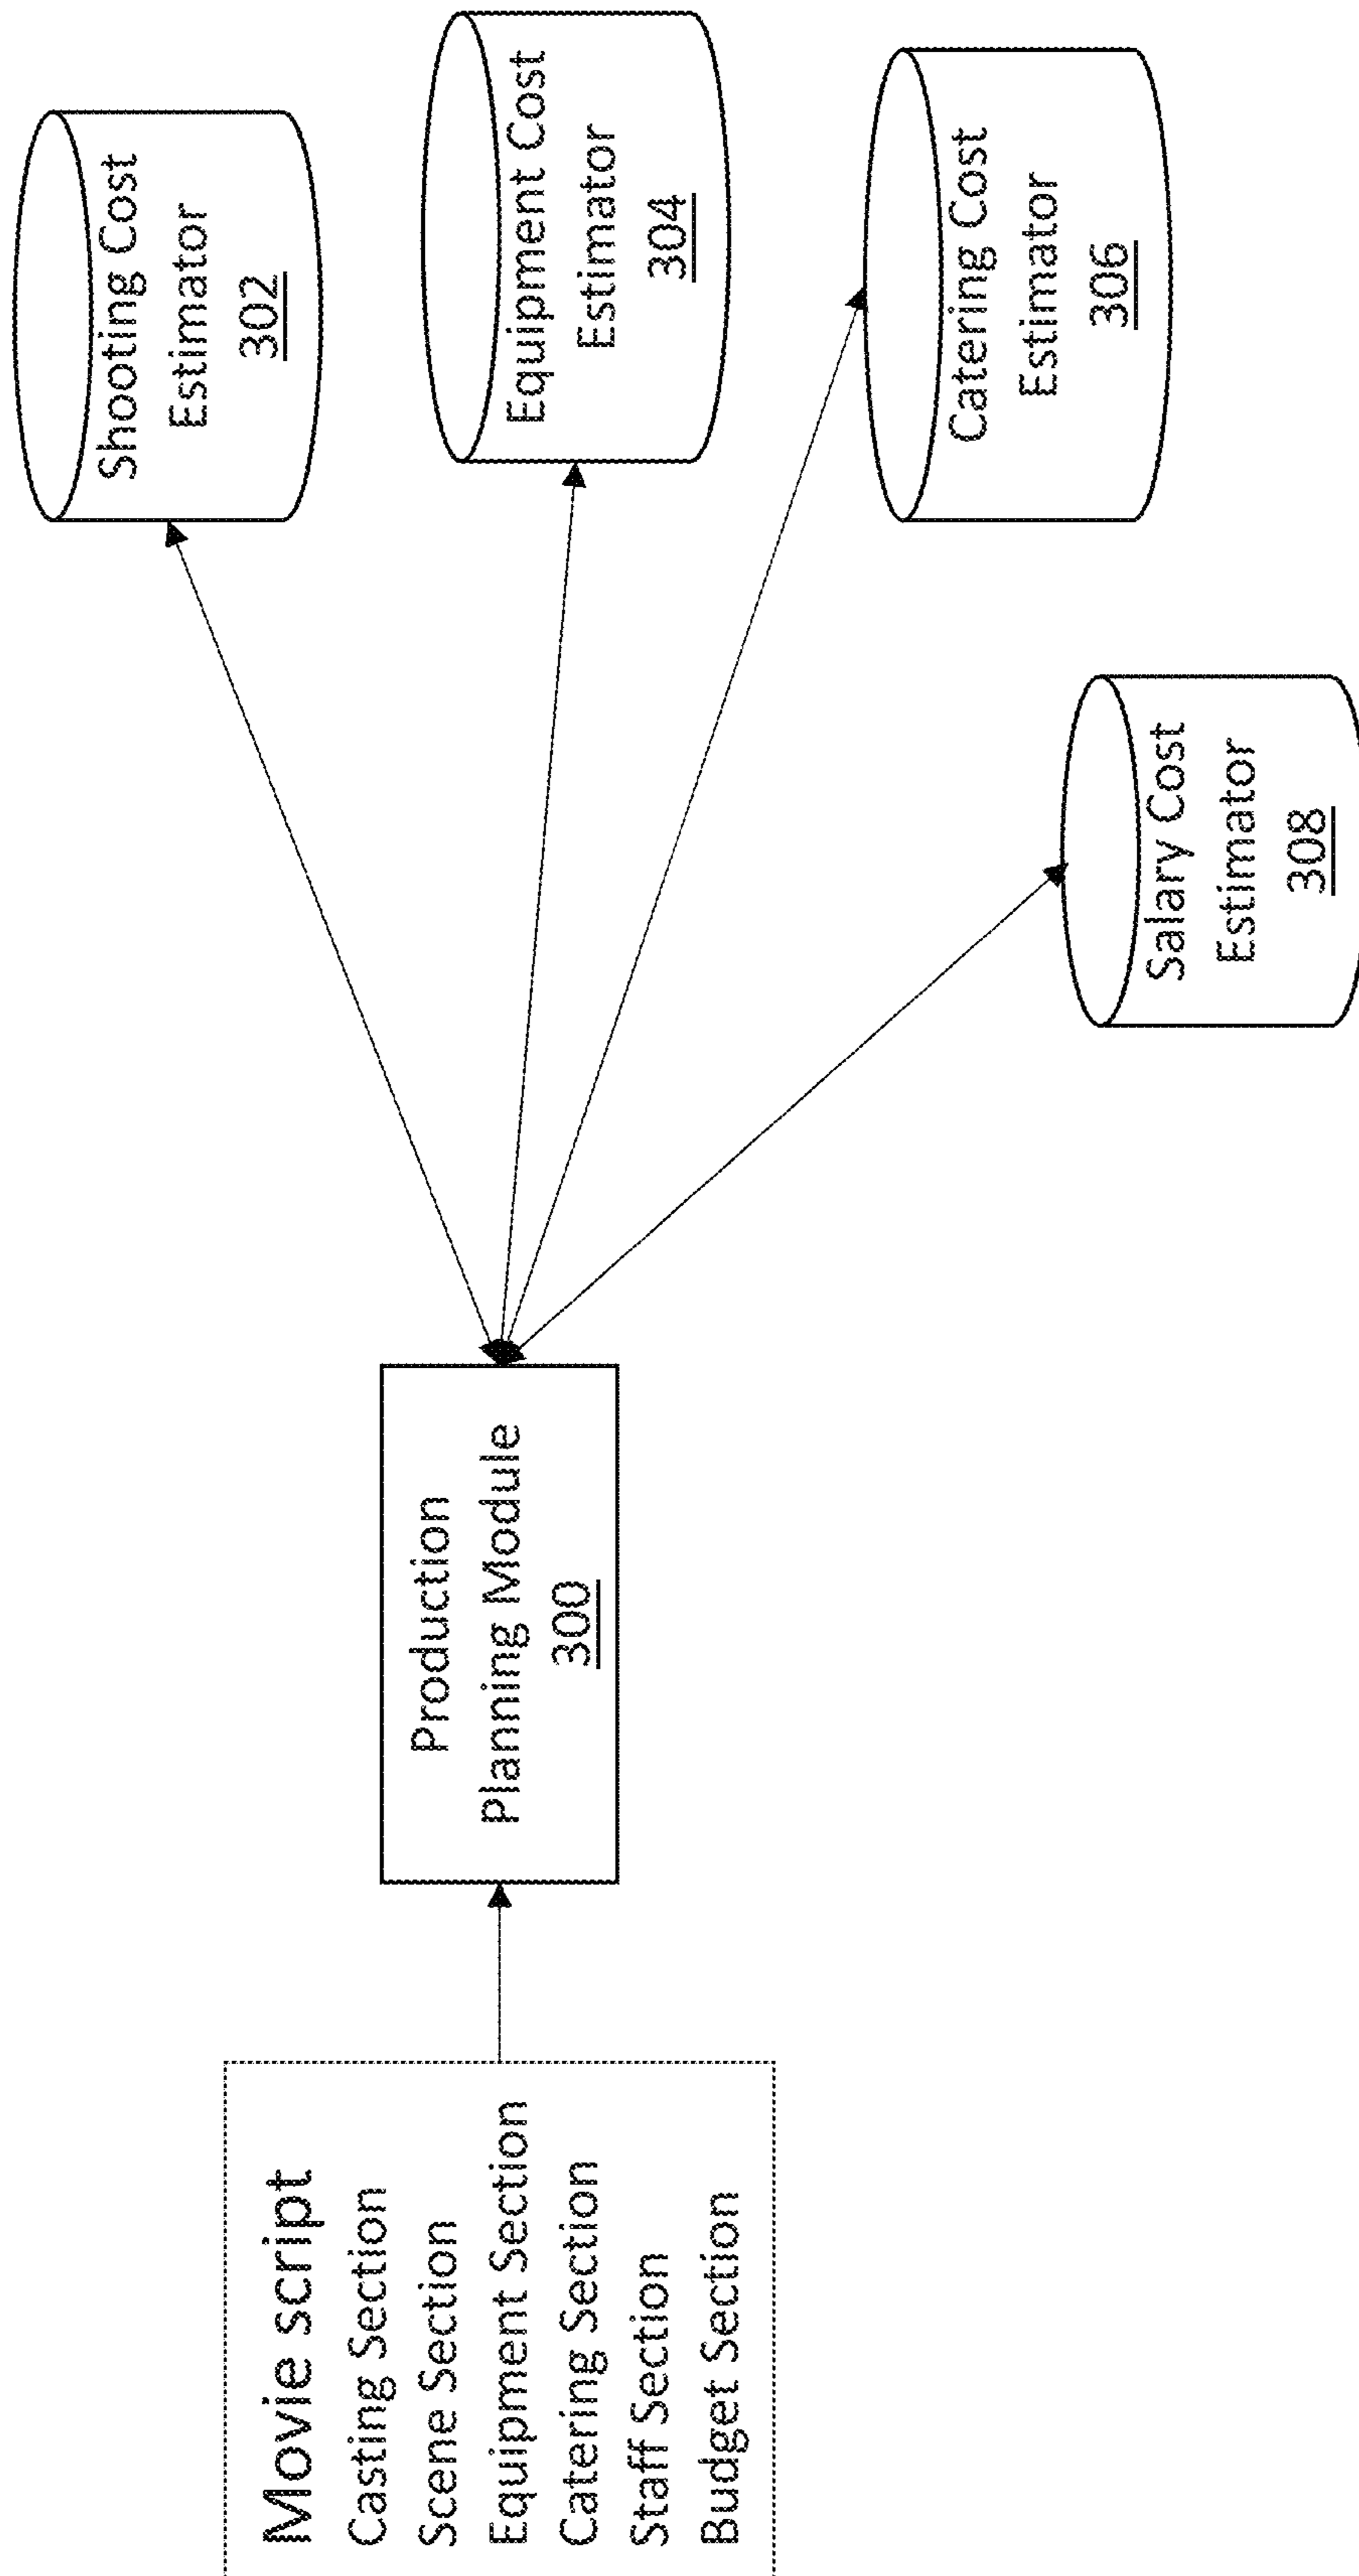 Movie script
Casting Section
Scene Section
Equipment Section
Catering Section
Staff Section
Budget Section
Production
Planning Module
300
Shooting Cost
Estimator
302
Equipment Cost
Estimator
304
Catering Cost
Estimator
306
Salary Cost
Estimator
308